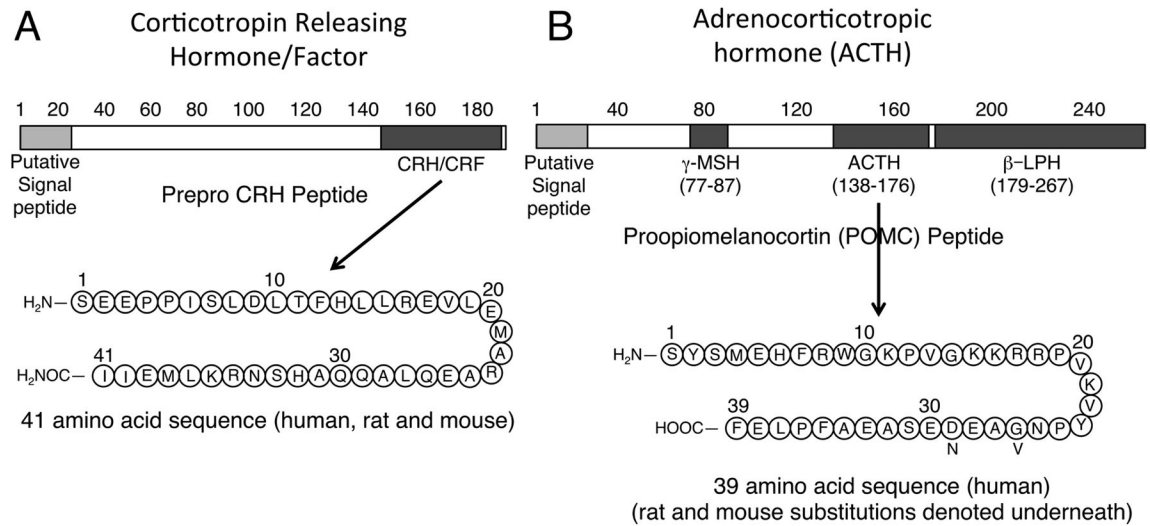 A
Corticotropin Releasing
Hormone/Factor
1 20 40 60 80 100 120 140 160 180
Putative
Signal
peptide
CRH/CRF
Prepro CRH Peptide
1 10 20
H₂N– S E E P P I S L D L T F H L L R E V L E
M
A
41 30
H₂NOC– I I E M L K R N S H A Q Q A L Q E A R
41 amino acid sequence (human, rat and mouse)
B
Adrenocorticotropic
hormone (ACTH)
1 40 80 120 160 200 240
Putative
Signal
peptide
γ-MSH
(77-87)
ACTH
(138-176)
β–LPH
(179-267)
Proopiomelanocortin (POMC) Peptide
1 10 20
H₂N– S Y S M E H F R W G K P V G K K R R P V
K
V
39 30
HOOC– F E L P F A E A S E D E A G N P Y
N V
39 amino acid sequence (human)
(rat and mouse substitutions denoted underneath)